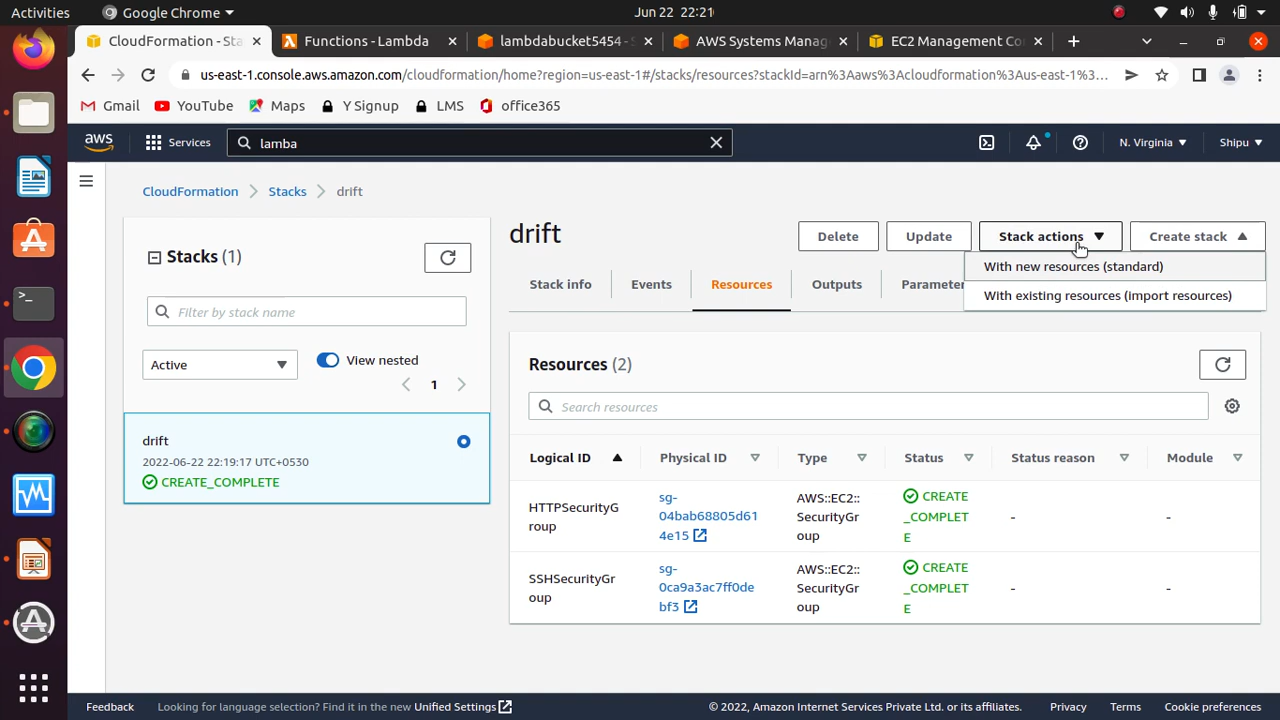 Activities
Google Chrome
Jun 22 22:21
CloudFormation - Sta
Functions - Lambda
lambdabucket5454 - S
AWS Systems Manag
EC2 Management Co
us-east-1.console.aws.amazon.com/cloudformation/home?region=us-east-1#/stacks/resources?stackId=arn%3Aaws%3Acloudformation%3Aus-east-1%3...
Gmail
YouTube
Maps
Y Signup
LMS
office365
aws
Services
lamba
N. Virginia
Shipu
CloudFormation
Stacks
drift
Stacks (1)
Filter by stack name
Active
View nested
1
drift
2022-06-22 22:19:17 UTC+0530
CREATE_COMPLETE
drift
Delete
Update
Stack actions
Create stack
With new resources (standard)
With existing resources (import resources)
Stack info
Events
Resources
Outputs
Parameter
Resources (2)
Search resources
Logical ID
Physical ID
Type
Status
Status reason
Module
HTTPSecurityG
roup
sg-
04bab68805d61
4e15
AWS::EC2::
SecurityGr
oup
CREATE
_COMPLET
E
-
-
SSHSecurityGr
oup
sg-
0ca9a3ac7ff0de
bf3
AWS::EC2::
SecurityGr
oup
CREATE
_COMPLET
E
-
-
Feedback
Looking for language selection? Find it in the new Unified Settings
© 2022, Amazon Internet Services Private Ltd. or its affiliates.
Privacy
Terms
Cookie preferences